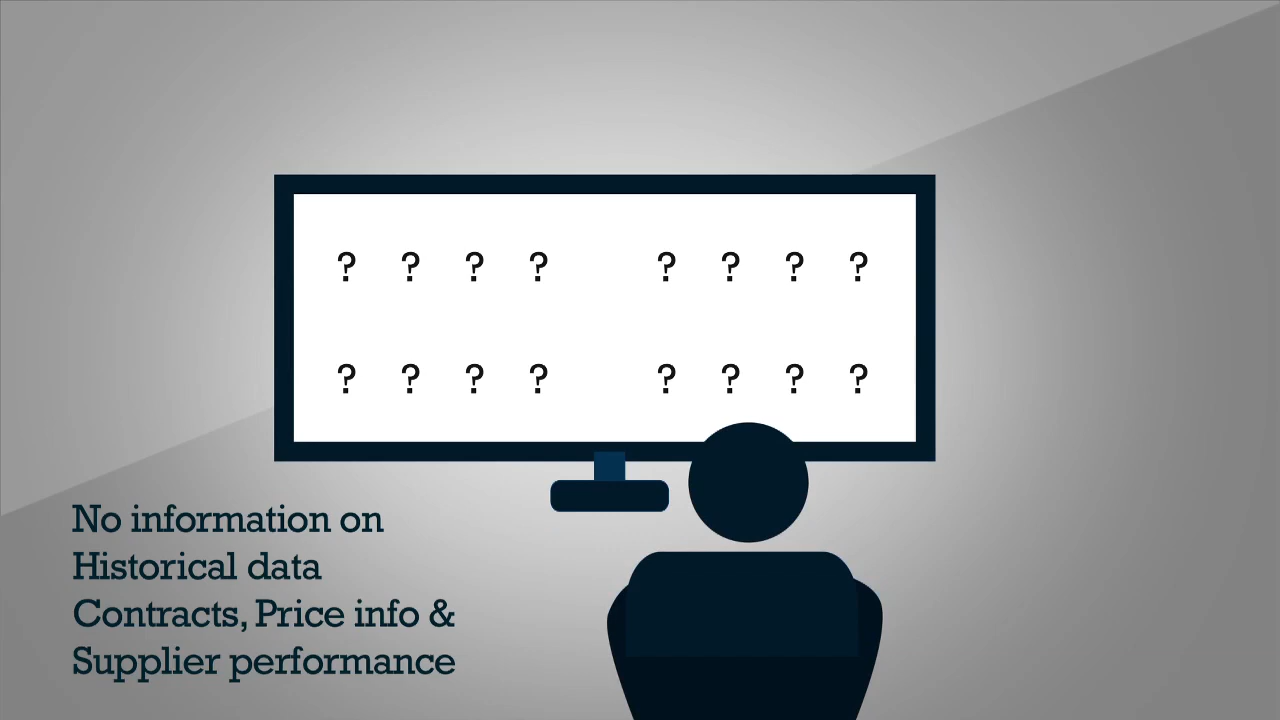 ? ? ? ? ? ? ? ?
? ? ? ? ? ? ? ?
No information on
Historical data
Contracts, Price info &
Supplier performance